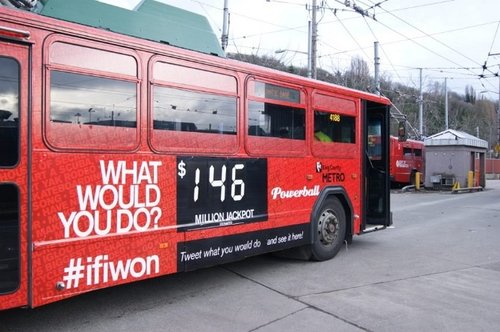 4188
King County
METRO
WHAT
WOULD
YOU DO?
$146
MILLION JACKPOT
Powerball
#ifiwon
Tweet what you would do and see it here!